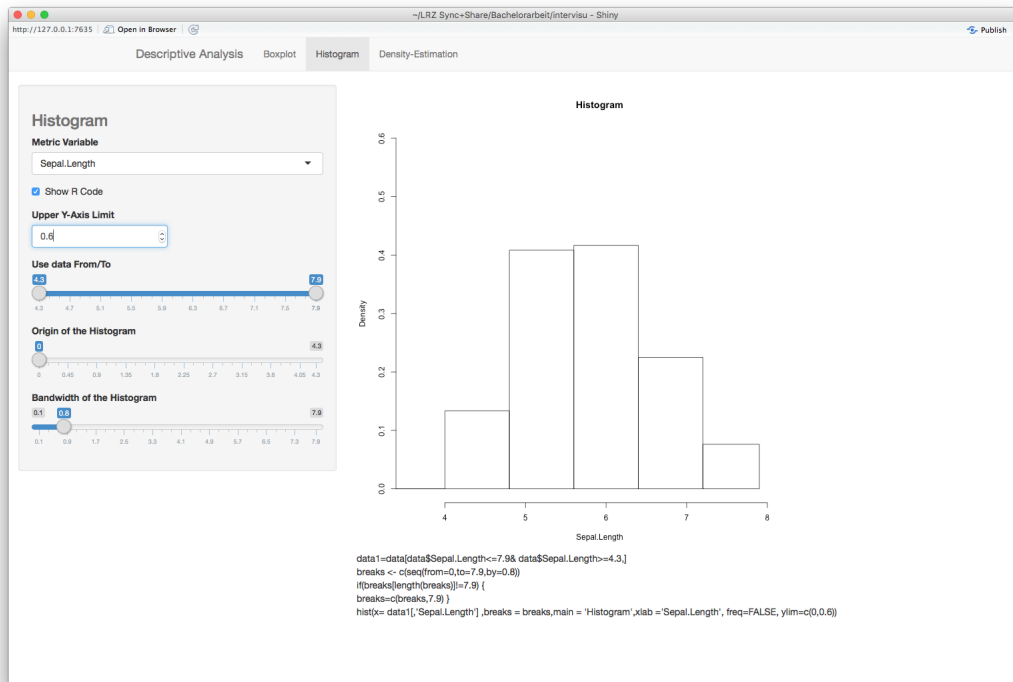 ~/LRZ Sync+Share/Bachelorarbeit/intervisu - Shiny
http://127.0.0.1:7635 Open in Browser Publish
Descriptive Analysis Boxplot Histogram Density-Estimation
Histogram
Metric Variable
Sepal.Length
Show R Code
Upper Y-Axis Limit
0.6
Use data From/To
4.3 7.9
4.3 4.7 5.1 5.5 5.9 6.3 6.7 7.1 7.5 7.9
Origin of the Histogram
0 4.3
0 0.45 0.9 1.35 1.8 2.25 2.7 3.15 3.6 4.05 4.3
Bandwidth of the Histogram
0.1 0.8 7.9
0.1 0.9 1.7 2.5 3.3 4.1 4.9 5.7 6.5 7.3 7.9
Histogram
Density
0.6
0.5
0.4
0.3
0.2
0.1
0.0
4 5 6 7 8
Sepal.Length
data1=data[data$Sepal.Length<=7.9& data$Sepal.Length>=4.3,]
breaks <- c(seq(from=0,to=7.9,by=0.8))
if(breaks[length(breaks)]!=7.9) {
breaks=c(breaks,7.9) }
hist(x= data1[,'Sepal.Length'] ,breaks = breaks,main = 'Histogram',xlab ='Sepal.Length', freq=FALSE, ylim=c(0,0.6))